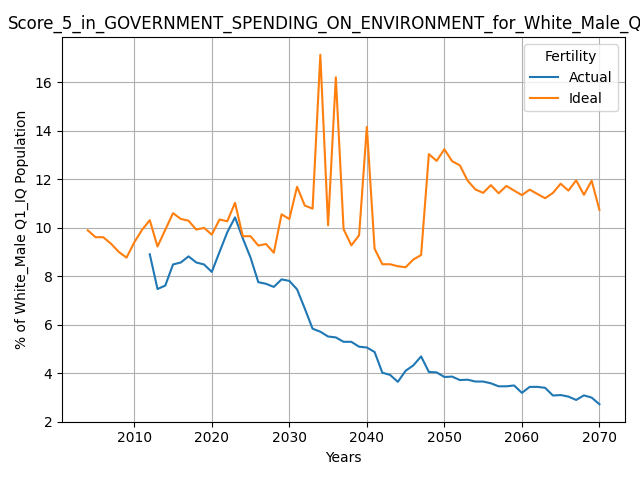 Score_5_in_GOVERNMENT_SPENDING_ON_ENVIRONMENT_for_White_Male_Q
Fertility
Actual
Ideal
% of White_Male Q1_IQ Population
16
14
12
10
8
6
4
2
2010 2020 2030 2040 2050 2060 2070
Years